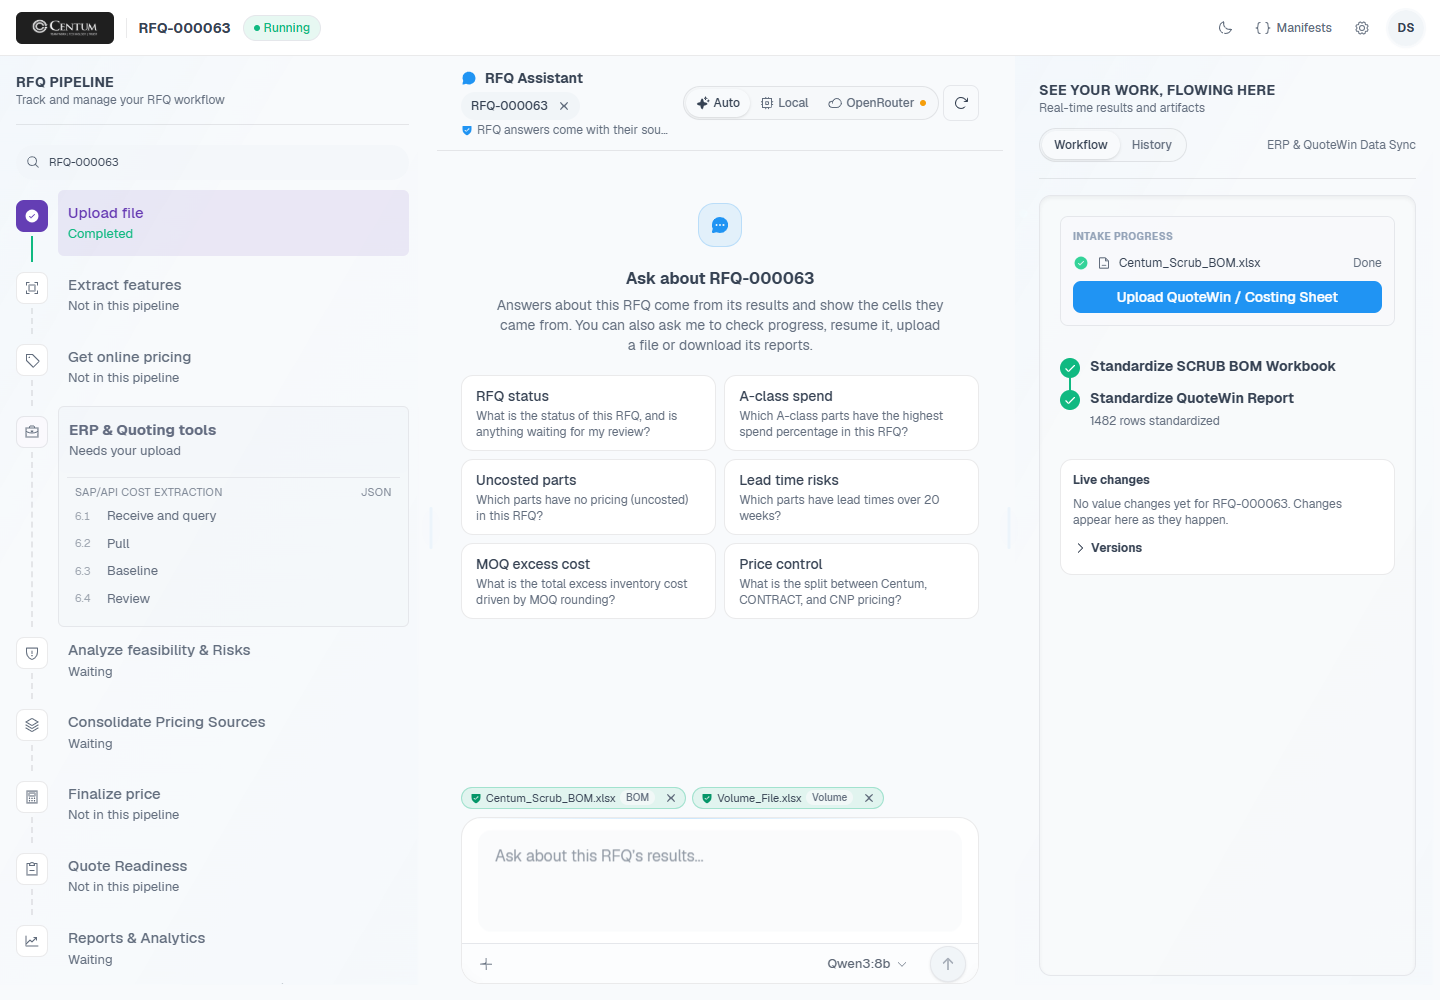 CENTUM
RFQ-000063
Running
Manifests
DS
RFQ PIPELINE
Track and manage your RFQ workflow
RFQ-000063
Upload file
Completed
Extract features
Not in this pipeline
Get online pricing
Not in this pipeline
ERP & Quoting tools
Needs your upload
SAP/API COST EXTRACTION JSON
6.1 Receive and query
6.2 Pull
6.3 Baseline
6.4 Review
Analyze feasibility & Risks
Waiting
Consolidate Pricing Sources
Waiting
Finalize price
Not in this pipeline
Quote Readiness
Not in this pipeline
Reports & Analytics
Waiting
RFQ Assistant
RFQ-000063
RFQ answers come with their sou...
Auto Local OpenRouter
Ask about RFQ-000063
Answers about this RFQ come from its results and show the cells they
came from. You can also ask me to check progress, resume it, upload
a file or download its reports.
RFQ status
What is the status of this RFQ, and is
anything waiting for my review?
A-class spend
Which A-class parts have the highest
spend percentage in this RFQ?
Uncosted parts
Which parts have no pricing (uncosted)
in this RFQ?
Lead time risks
Which parts have lead times over 20
weeks?
MOQ excess cost
What is the total excess inventory cost
driven by MOQ rounding?
Price control
What is the split between Centum,
CONTRACT, and CNP pricing?
Centum_Scrub_BOM.xlsx BOM
Volume_File.xlsx Volume
Ask about this RFQ's results...
Qwen3:8b
SEE YOUR WORK, FLOWING HERE
Real-time results and artifacts
Workflow History
ERP & QuoteWin Data Sync
INTAKE PROGRESS
Centum_Scrub_BOM.xlsx Done
Upload QuoteWin / Costing Sheet
Standardize SCRUB BOM Workbook
Standardize QuoteWin Report
1482 rows standardized
Live changes
No value changes yet for RFQ-000063. Changes
appear here as they happen.
Versions